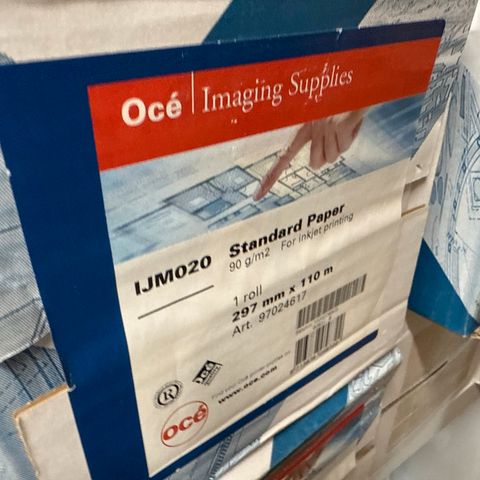 Océ | Imaging Supplies
IJM020
Standard Paper
90 g/m2 For inkjet printing
1 roll
297 mm x 110 m
Art. 97024617
www.oce.com
R
Océ
océ